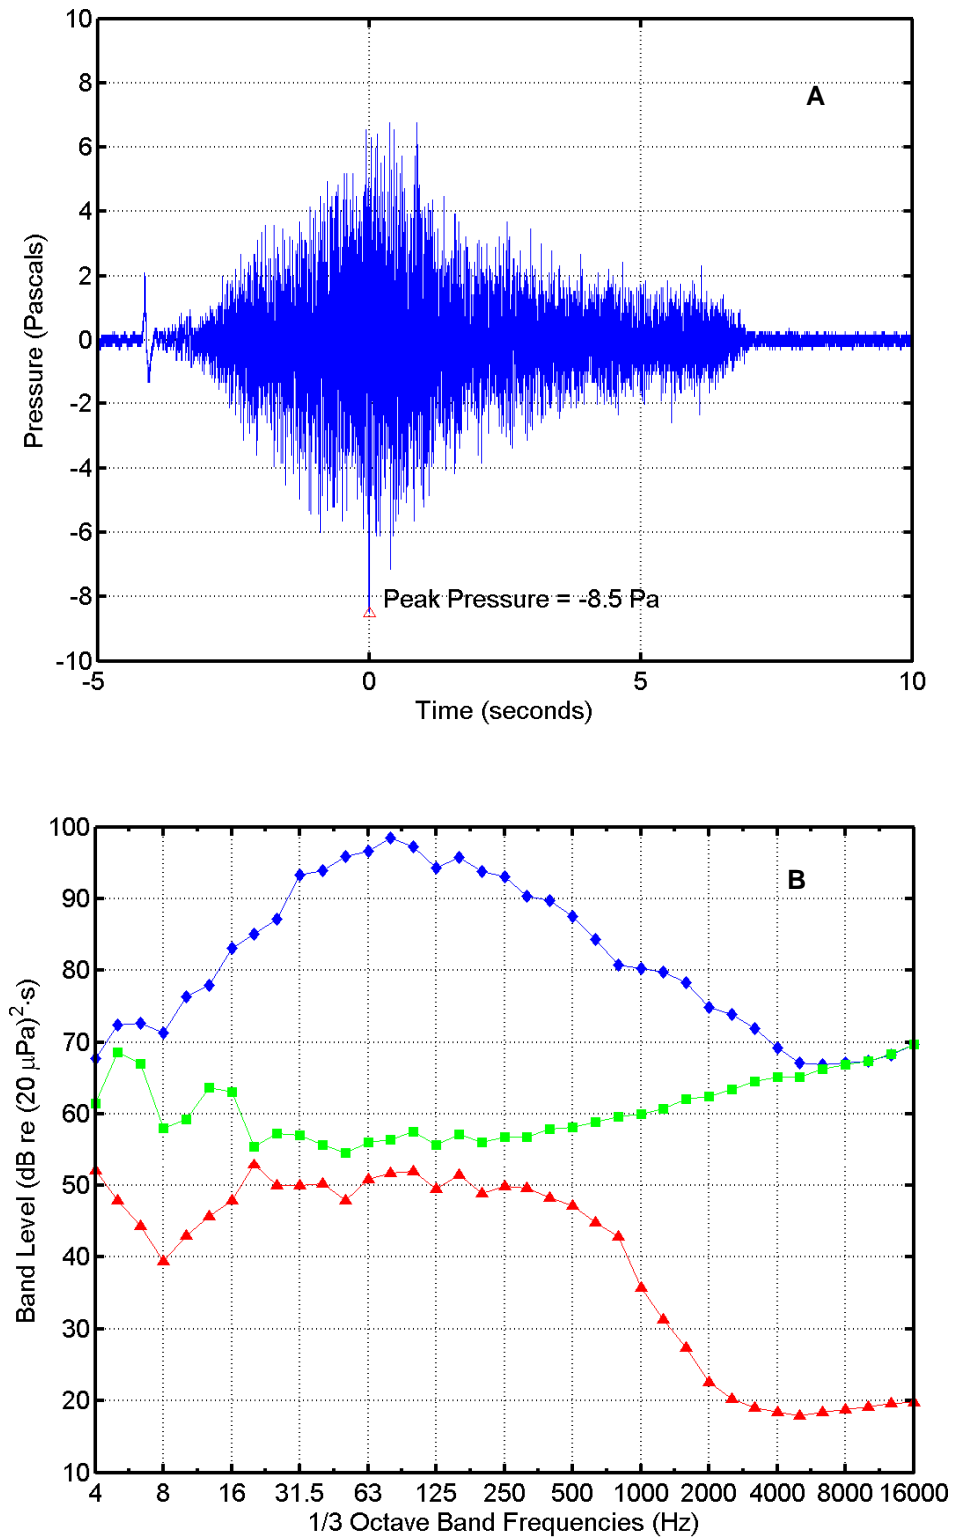 10
8
A
6
4
2
0
-2
-4
-6
-8
-10
Pressure (Pascals)
Peak Pressure = -8.5 Pa
-5 0 5 10
Time (seconds)
100
90
B
80
70
60
50
40
30
20
10
Band Level (dB re (20 μPa)²·s)
4 8 16 31.5 63 125 250 500 1000 2000 4000 8000 16000
1/3 Octave Band Frequencies (Hz)